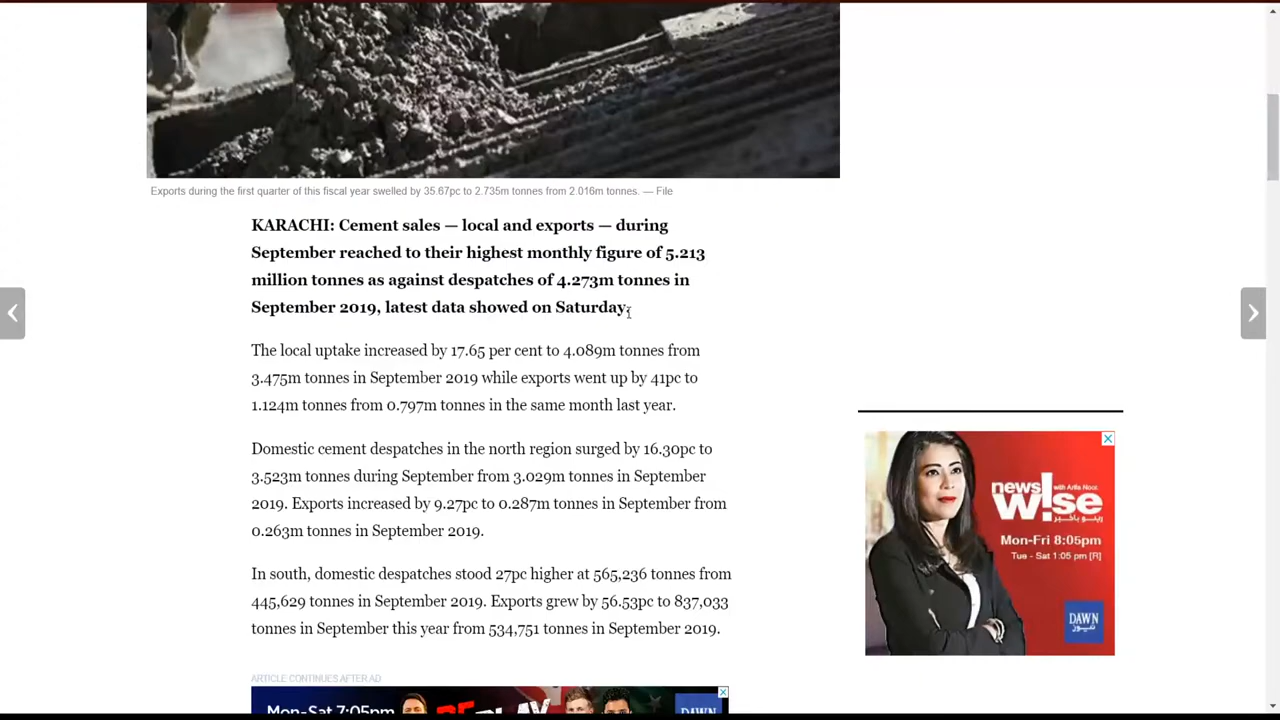 Exports during the first quarter of this fiscal year swelled by 35.67pc to 2.735m tonnes from 2.016m tonnes. — File
KARACHI: Cement sales — local and exports — during
September reached to their highest monthly figure of 5.213
million tonnes as against despatches of 4.273m tonnes in
September 2019, latest data showed on Saturday.
The local uptake increased by 17.65 per cent to 4.089m tonnes from
3.475m tonnes in September 2019 while exports went up by 41pc to
1.124m tonnes from 0.797m tonnes in the same month last year.
Domestic cement despatches in the north region surged by 16.30pc to
3.523m tonnes during September from 3.029m tonnes in September
2019. Exports increased by 9.27pc to 0.287m tonnes in September from
0.263m tonnes in September 2019.
In south, domestic despatches stood 27pc higher at 565,236 tonnes from
445,629 tonnes in September 2019. Exports grew by 56.53pc to 837,033
tonnes in September this year from 534,751 tonnes in September 2019.
ARTICLE CONTINUES AFTER AD
Mon-Sat 7:05pm
DAWN
news with Arifa Noor
w!se
Mon-Fri 8:05pm
Tue - Sat 1:05 pm [R]
DAWN
نیوز